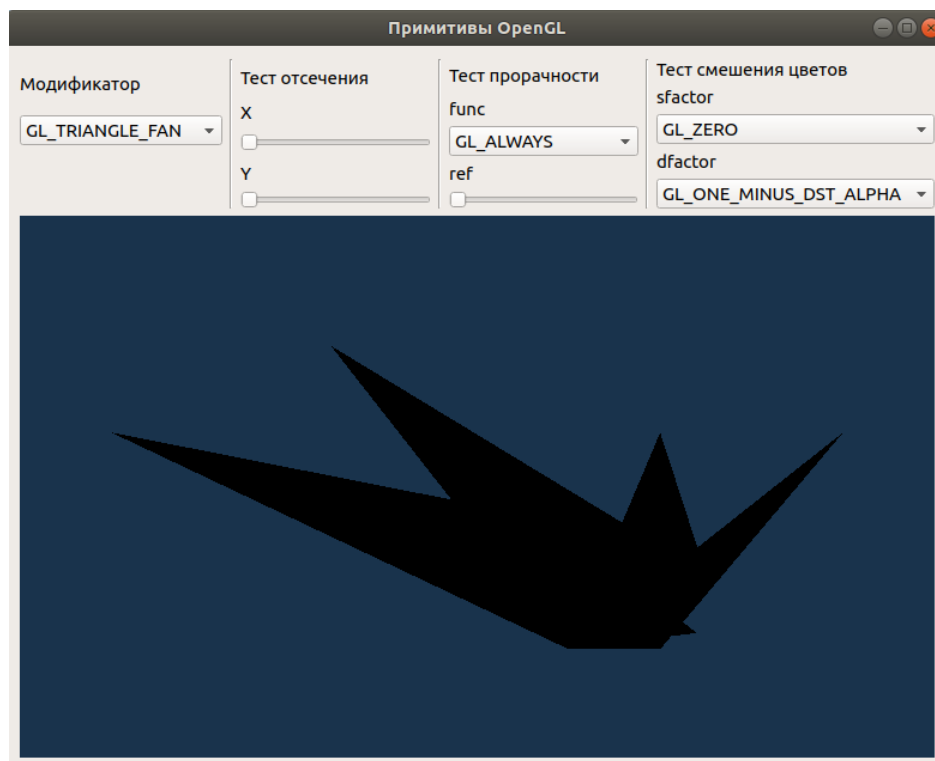 Примитивы OpenGL
Модификатор
GL_TRIANGLE_FAN
Тест отсечения
X
Y
Тест прорачности
func
GL_ALWAYS
ref
Тест смешения цветов
sfactor
GL_ZERO
dfactor
GL_ONE_MINUS_DST_ALPHA